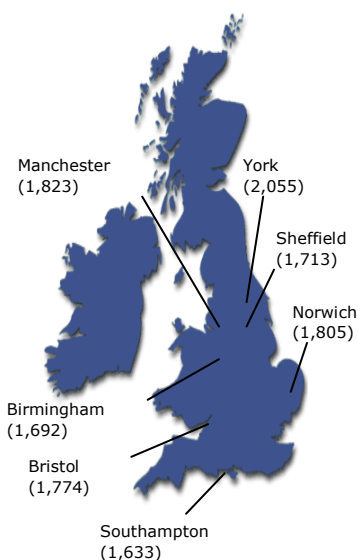 Manchester
(1,823)
York
(2,055)
Sheffield
(1,713)
Norwich
(1,805)
Birmingham
(1,692)
Bristol
(1,774)
Southampton
(1,633)